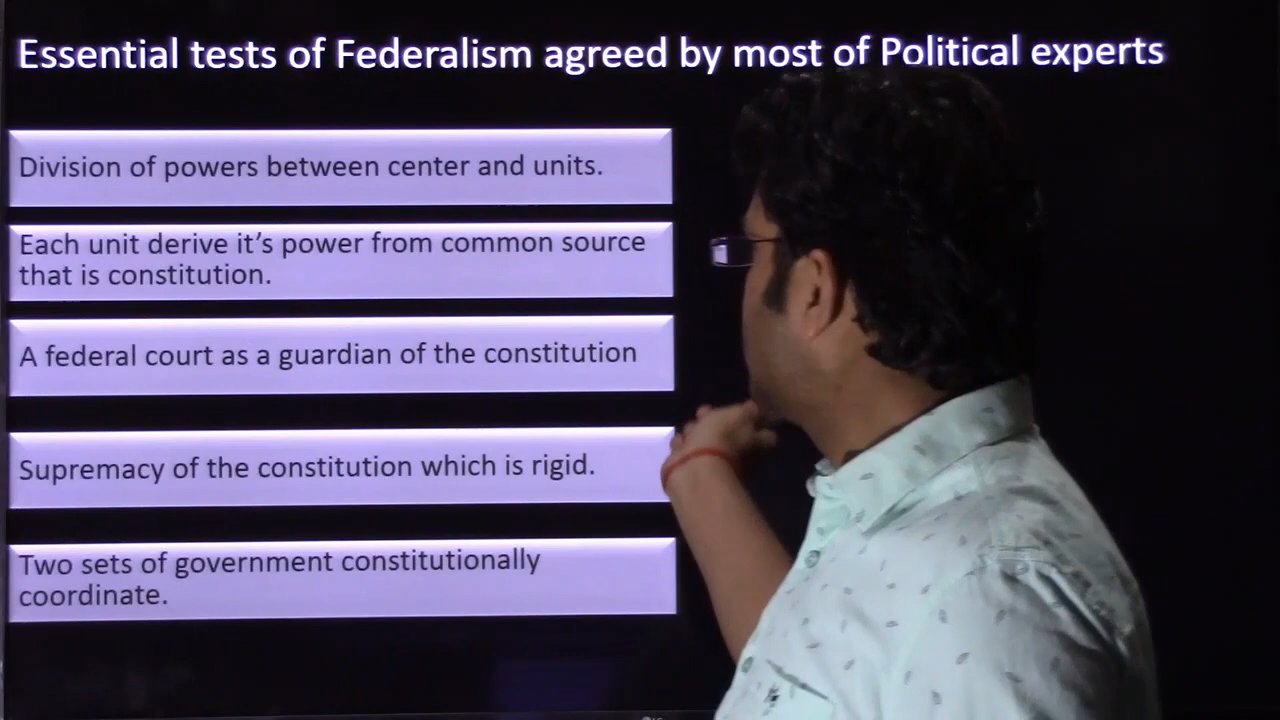 Essential tests of Federalism agreed by most of Political experts
Division of powers between center and units.
Each unit derive it's power from common source
that is constitution.
A federal court as a guardian of the constitution
Supremacy of the constitution which is rigid.
Two sets of government constitutionally
coordinate.